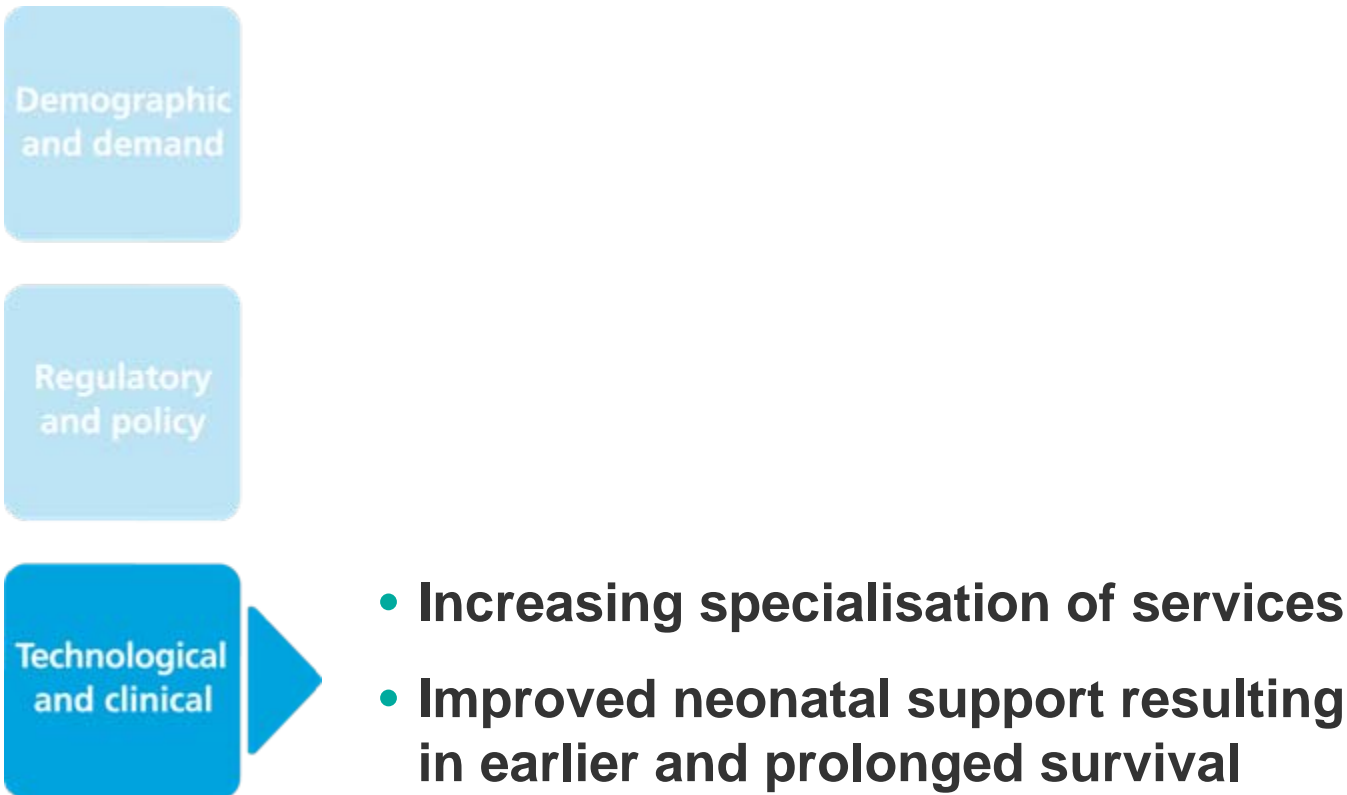 Demographic
and demand
Regulatory
and policy
Technological
and clinical
• Increasing specialisation of services
• Improved neonatal support resulting
in earlier and prolonged survival